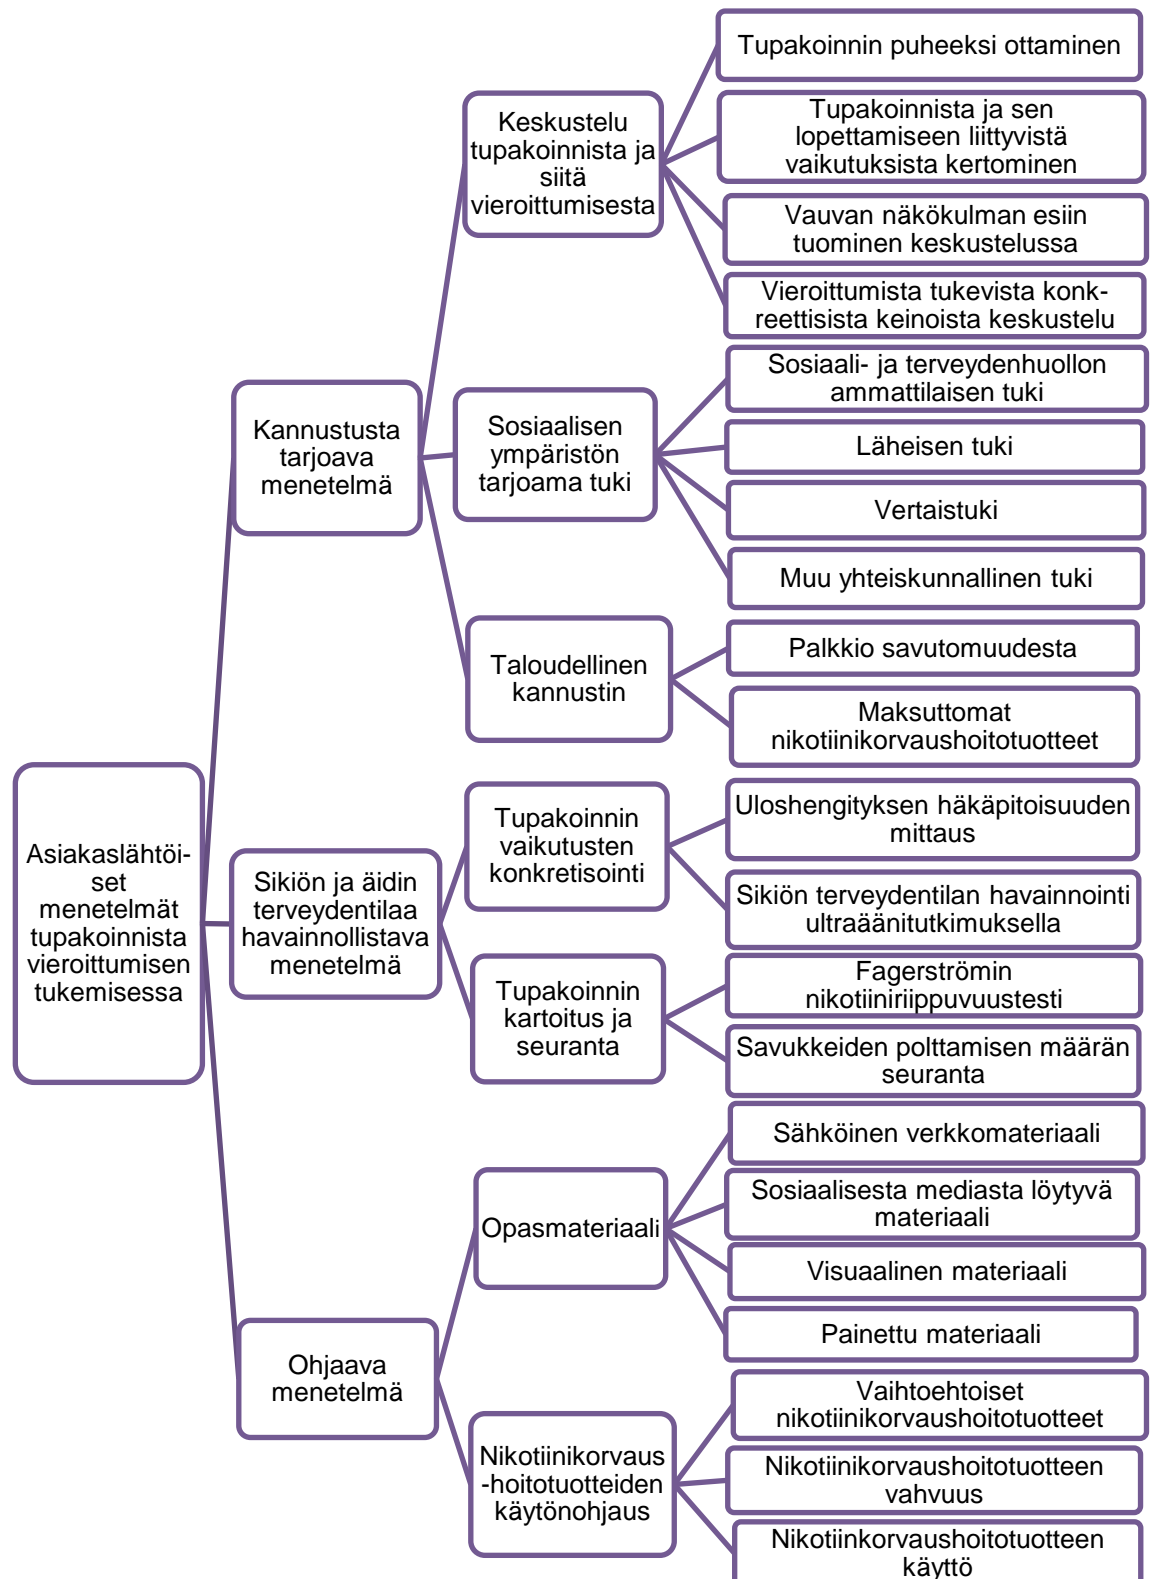 Tupakoinnin puheeksi ottaminen
Keskustelu
tupakoinnista ja
siitä
vieroittumisesta
Tupakoinnista ja sen
lopettamiseen liittyvistä
vaikutuksista kertominen
Vauvan näkökulman esiin
tuominen keskustelussa
Vieroittumista tukevista konk-
reettisista keinoista keskustelu
Kannustusta
tarjoava
menetelmä
Sosiaalisen
ympäristön
tarjoama tuki
Sosiaali- ja terveydenhuollon
ammattilaisen tuki
Läheisen tuki
Vertaistuki
Muu yhteiskunnallinen tuki
Taloudellinen
kannustin
Palkkio savutomuudesta
Maksuttomat
nikotiinikorvaushoitotuotteet
Asiakaslähtöi-
set
menetelmät
tupakoinnista
vieroittumisen
tukemisessa
Sikiön ja äidin
terveydentilaa
havainnollistava
menetelmä
Tupakoinnin
vaikutusten
konkretisointi
Uloshengityksen häkäpitoisuuden
mittaus
Sikiön terveydentilan havainnointi
ultraäänitutkimuksella
Tupakoinnin
kartoitus ja
seuranta
Fagerströmin
nikotiiniriippuvuustesti
Savukkeiden polttamisen määrän
seuranta
Ohjaava
menetelmä
Opasmateriaali
Sähköinen verkkomateriaali
Sosiaalisesta mediasta löytyvä
materiaali
Visuaalinen materiaali
Painettu materiaali
Nikotiinikorvaus
-hoitotuotteiden
käytönohjaus
Vaihtoehtoiset
nikotiinikorvaushoitotuotteet
Nikotiinikorvaushoitotuotteen
vahvuus
Nikotiinkorvaushoitotuotteen
käyttö